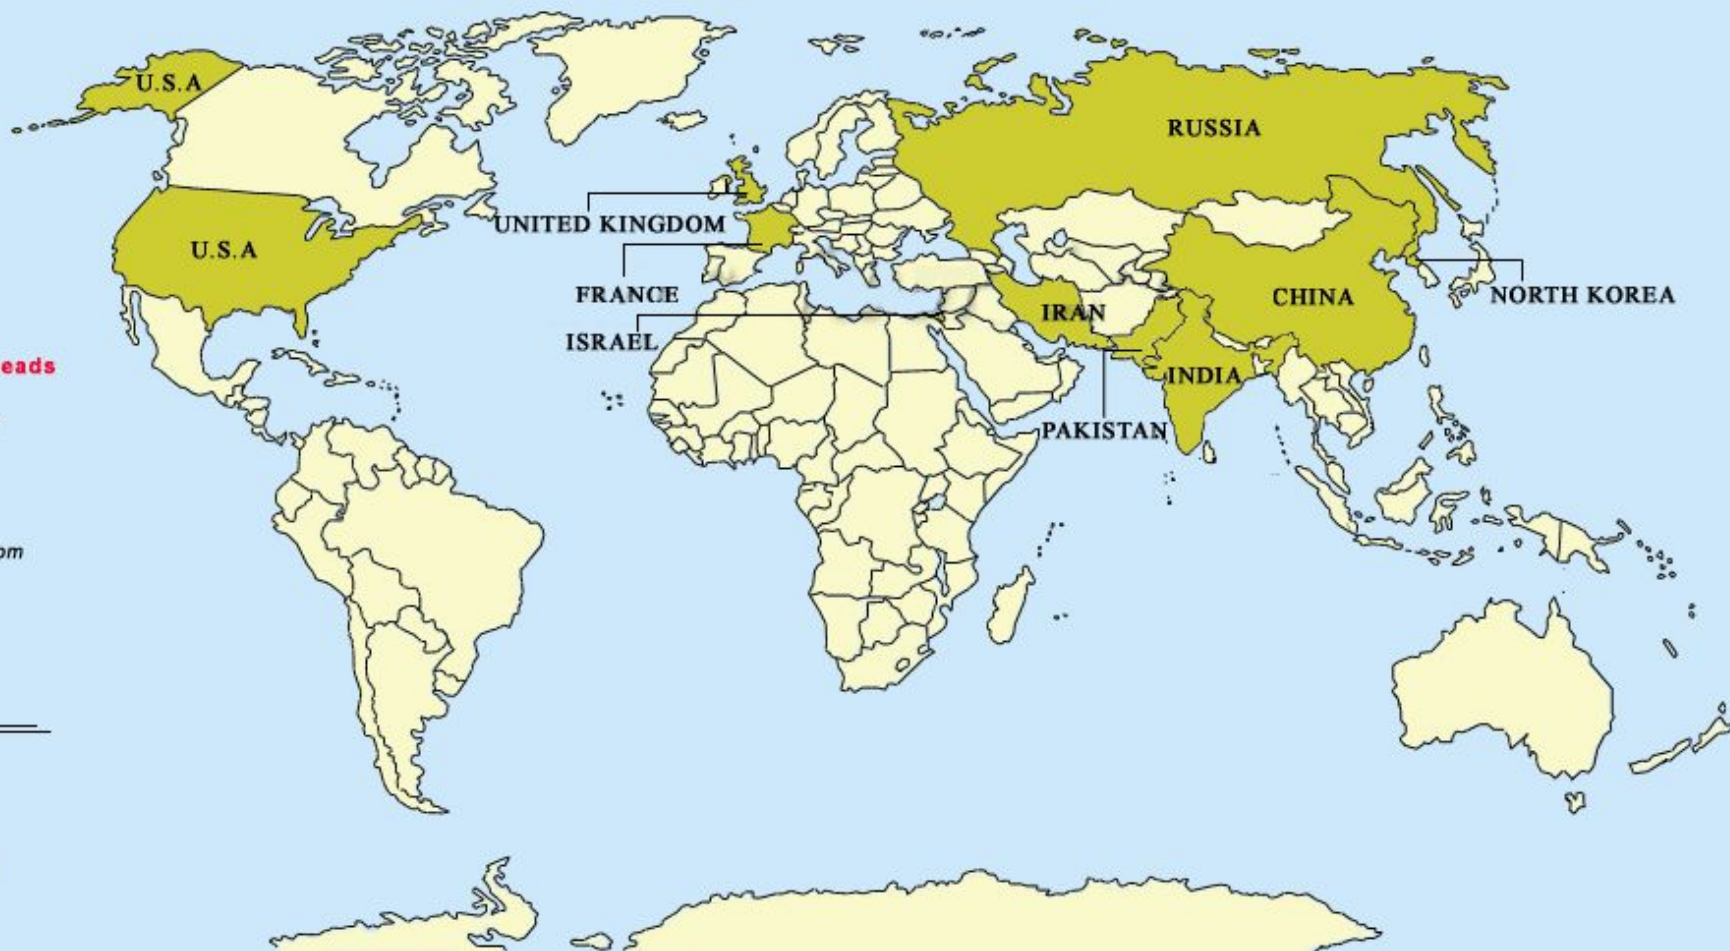 U.S.A
RUSSIA
UNITED KINGDOM
U.S.A
FRANCE
IRAN
CHINA
NORTH KOREA
ISRAEL
eads
INDIA
PAKISTAN
om